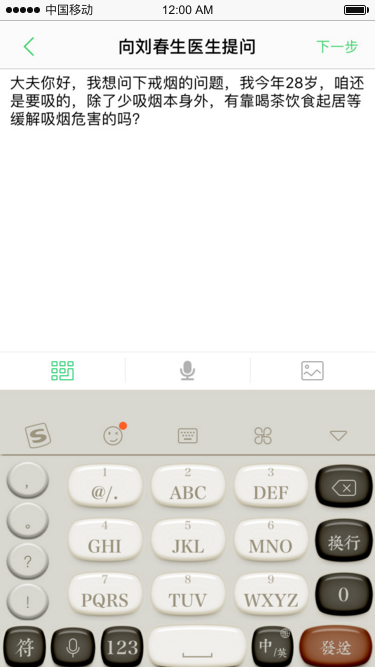 中国移动 12:00 AM
向刘春生医生提问 下一步
大夫你好，我想问下戒烟的问题，我今年28岁，咱还
是要吸的，除了少吸烟本身外，有靠喝茶饮食起居等
缓解吸烟危害的吗?
S
, 1 @/. 2 ABC 3 DEF
。 4 GHI 5 JKL 6 MNO 换行
? 7 PQRS 8 TUV 9 WXYZ 0
!
符 123 中/英 發送